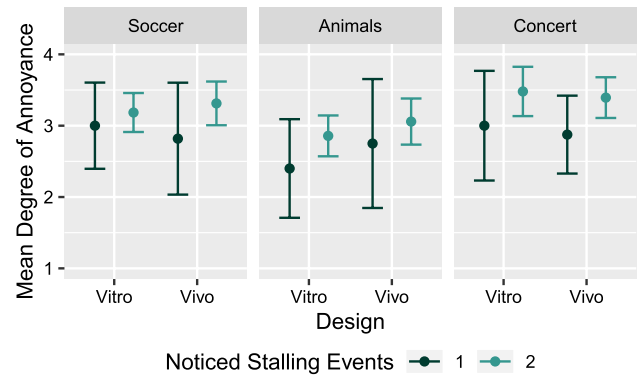 Soccer Animals Concert
Mean Degree of Annoyance
4
3
2
1
Vitro Vivo Vitro Vivo Vitro Vivo
Design
Noticed Stalling Events 1 2